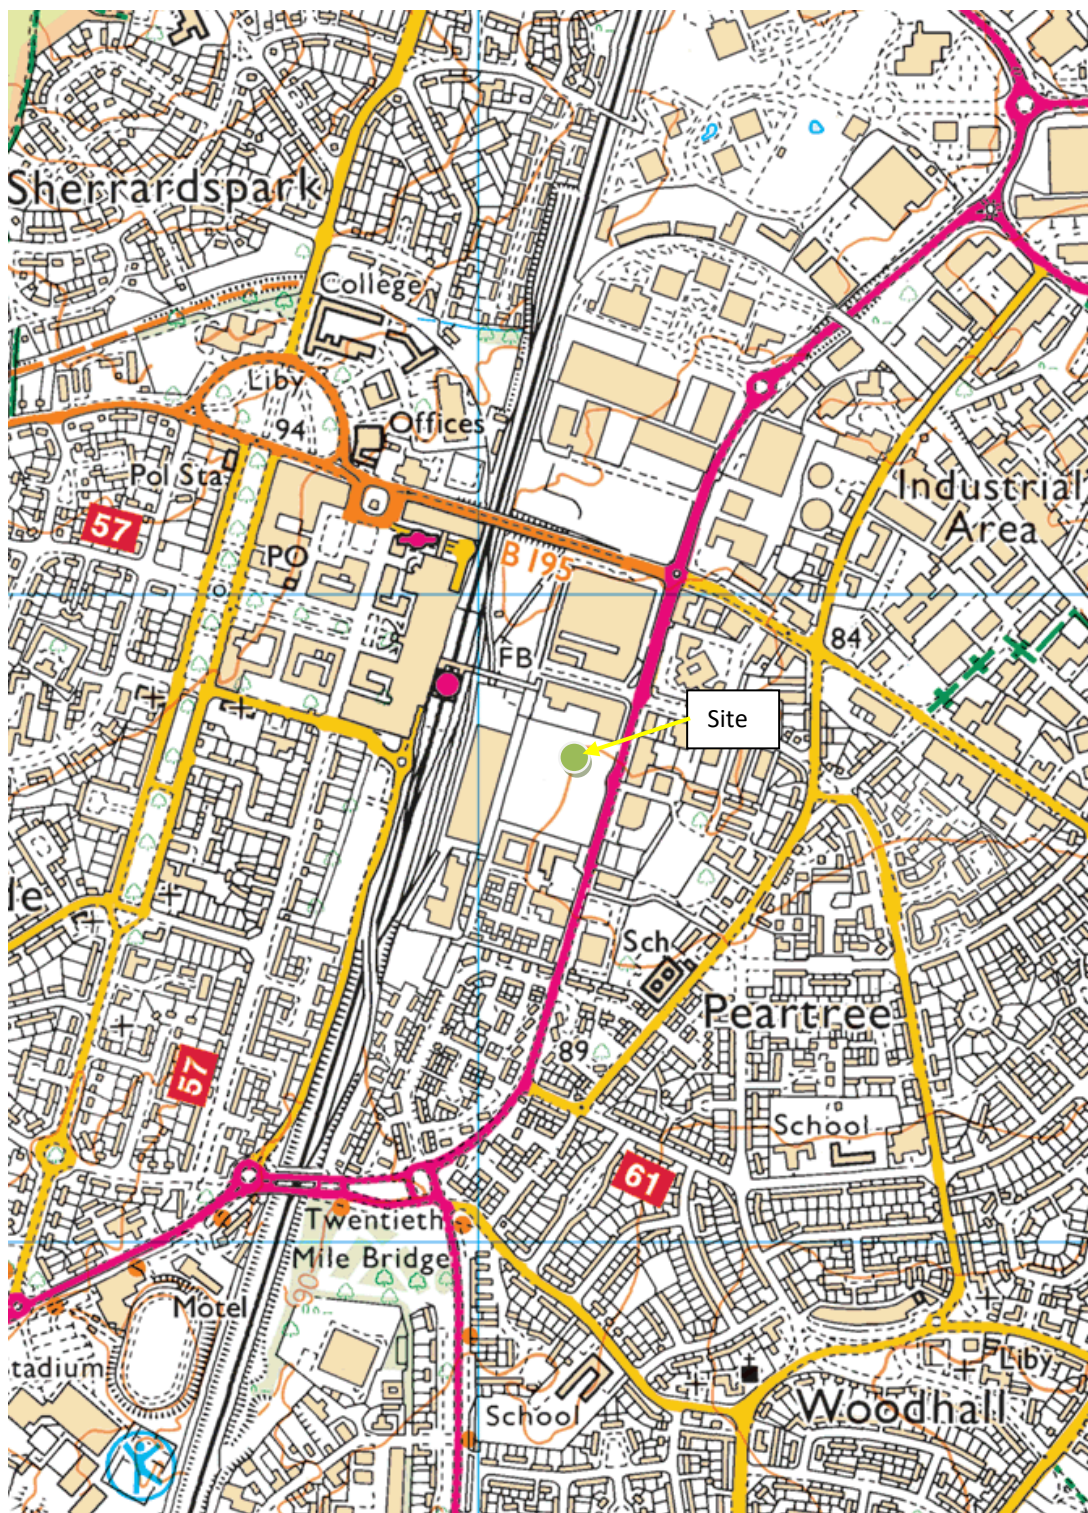 Sherrardspark
College
Liby
94
Offices
Pol Sta
57
PO
B 195
Industrial
Area
84
FB
Site
le
Sch
Peartree
89
57
School
61
Twentieth
Mile Bridge
90
Motel
tadium
School
Liby
Woodhall